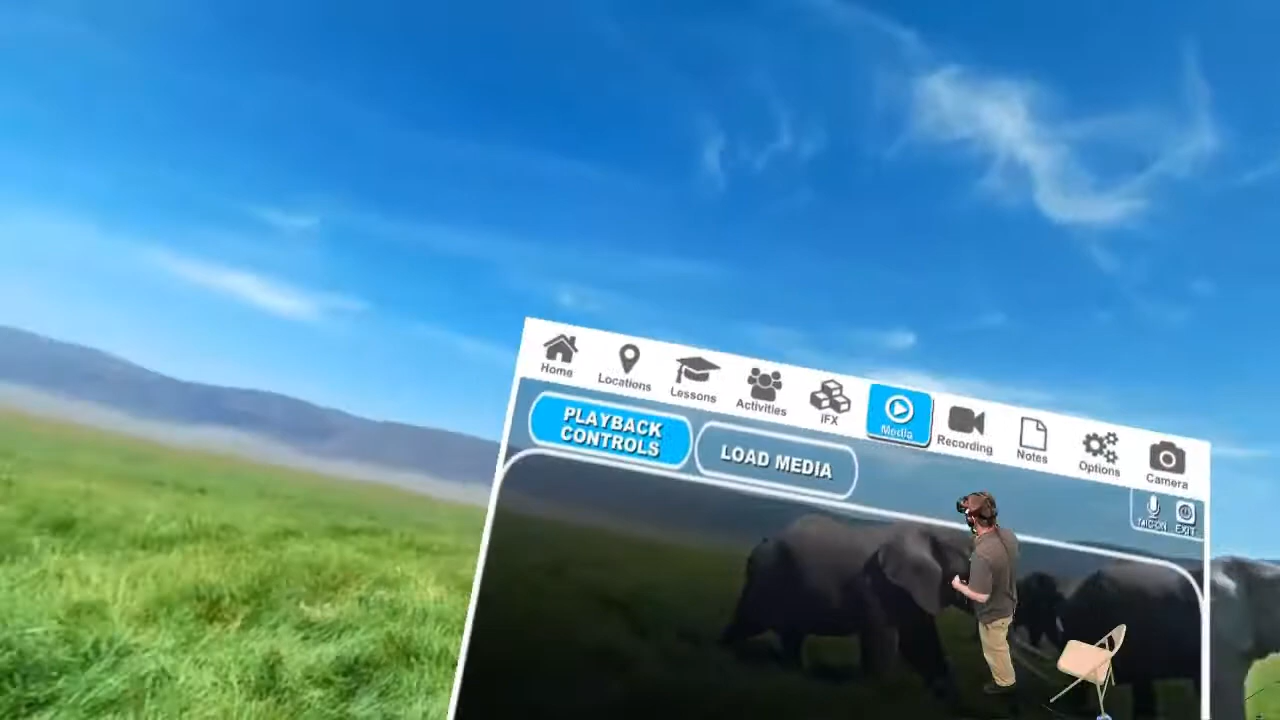 Home
Locations
Lessons
Activities
IFX
Media
Recording
Notes
Options
Camera
PLAYBACK
CONTROLS
LOAD MEDIA
EXIT